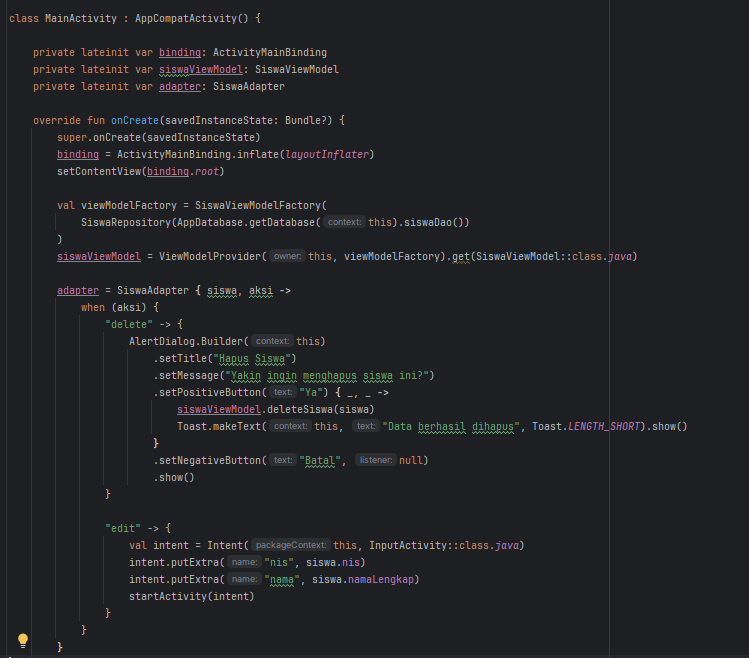 class MainActivity : AppCompatActivity() {
private lateinit var binding: ActivityMainBinding
private lateinit var siswaViewModel: SiswaViewModel
private lateinit var adapter: SiswaAdapter
override fun onCreate(savedInstanceState: Bundle?) {
super.onCreate(savedInstanceState)
binding = ActivityMainBinding.inflate(layoutInflater)
setContentView(binding.root)
val viewModelFactory = SiswaViewModelFactory(
SiswaRepository(AppDatabase.getDatabase( context: this).siswaDao())
)
siswaViewModel = ViewModelProvider( owner: this, viewModelFactory).get(SiswaViewModel::class.java)
adapter = SiswaAdapter { siswa, aksi ->
when (aksi) {
"delete" -> {
AlertDialog.Builder( context: this)
.setTitle("Hapus Siswa")
.setMessage("Yakin ingin menghapus siswa ini?")
.setPositiveButton( text: "Ya") { _, _ ->
siswaViewModel.deleteSiswa(siswa)
Toast.makeText( context: this, text: "Data berhasil dihapus", Toast.LENGTH_SHORT).show()
}
.setNegativeButton( text: "Batal", listener: null)
.show()
}
"edit" -> {
val intent = Intent( packageContext: this, InputActivity::class.java)
intent.putExtra( name: "nis", siswa.nis)
intent.putExtra( name: "nama", siswa.namaLengkap)
startActivity(intent)
}
}
}